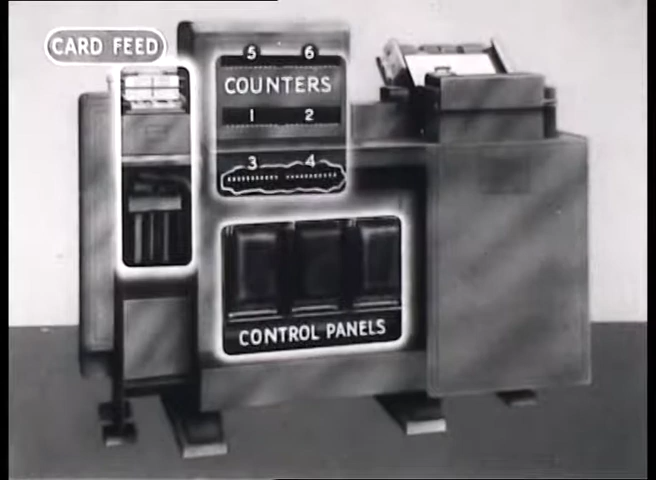 CARD FEED
5 6
COUNTERS
1 2
3 4
CONTROL PANELS